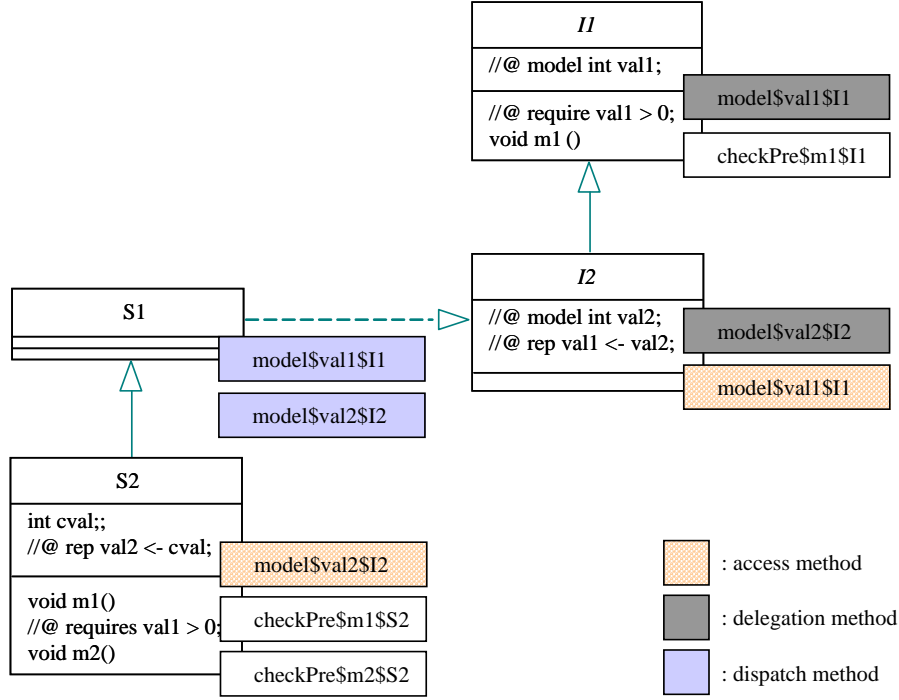 I1
//@ model int val1;
model$val1$I1
//@ require val1 > 0;
void m1 ()
checkPre$m1$I1
I2
//@ model int val2;
//@ rep val1 <- val2;
model$val2$I2
model$val1$I1
S1
model$val1$I1
model$val2$I2
S2
int cval;;
//@ rep val2 <- cval;
model$val2$I2
void m1()
//@ requires val1 > 0;
void m2()
checkPre$m1$S2
checkPre$m2$S2
: access method
: delegation method
: dispatch method